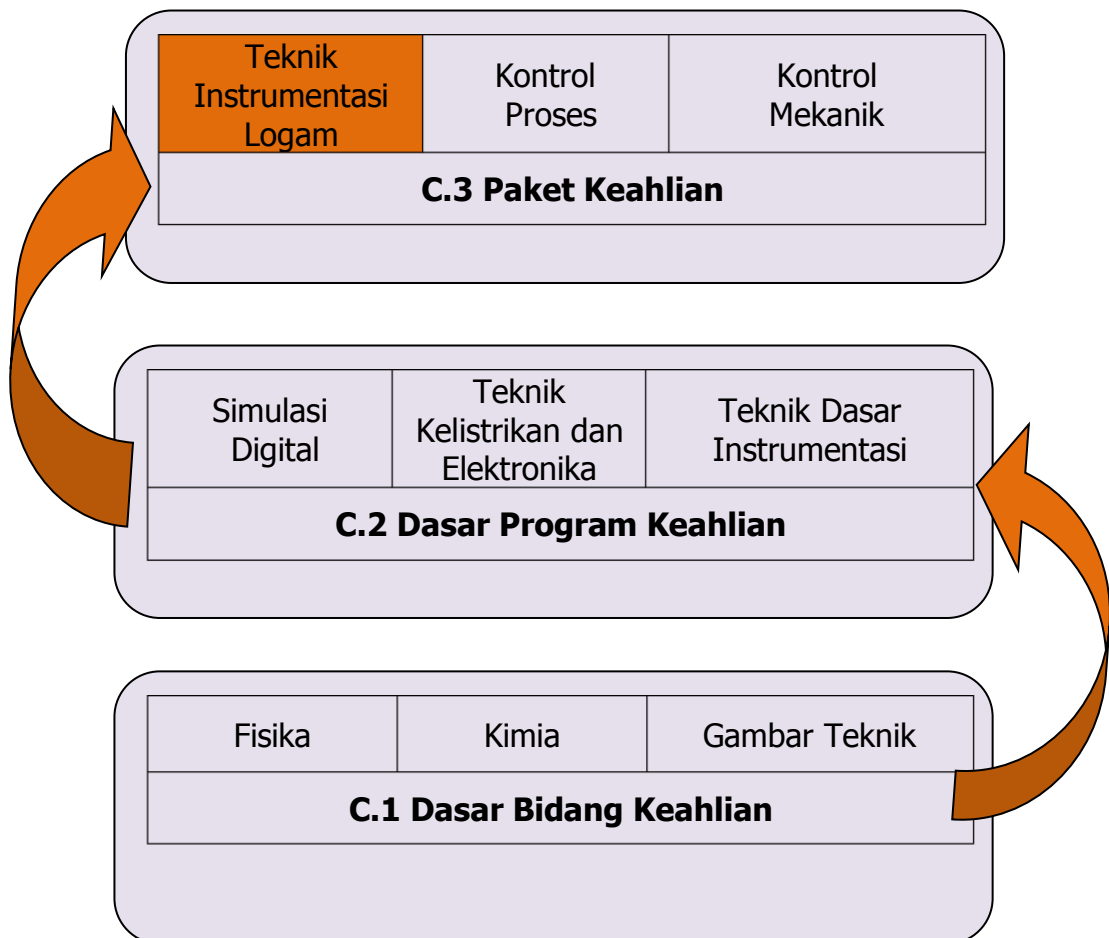 Teknik
Instrumentasi
Logam
Kontrol
Proses
Kontrol
Mekanik
C.3 Paket Keahlian
Simulasi
Digital
Teknik
Kelistrikan dan
Elektronika
Teknik Dasar
Instrumentasi
C.2 Dasar Program Keahlian
Fisika
Kimia
Gambar Teknik
C.1 Dasar Bidang Keahlian